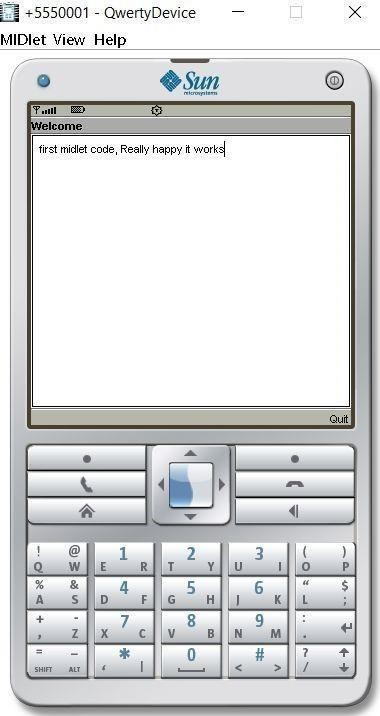 +5550001 - QwertyDevice
MIDlet View Help
Sun
microsystems
Welcome
first midlet code, Really happy it works
Quit
! @ 1 2 3 ( )
Q W E R T Y U I O P
% & 4 5 6 “ $
A S D F G H J K L ;
+ - 7 8 9 :
, Z X C V B N M .
= – * 0 # ?
SHIFT ALT ‘ | < > /